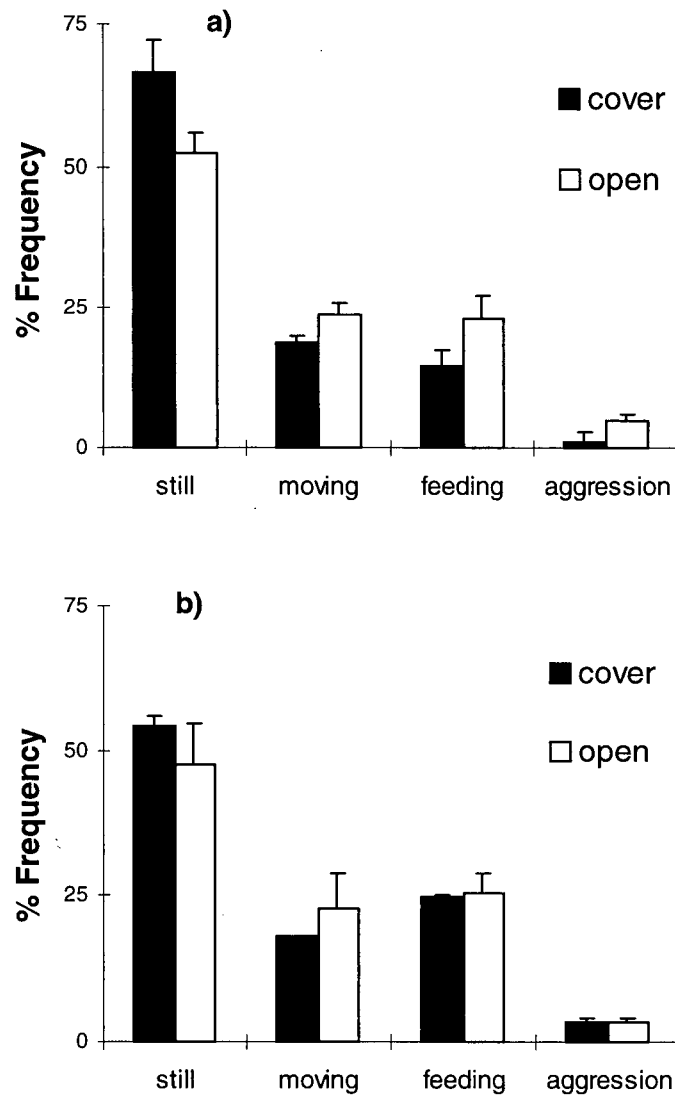 a)
75
50
25
0
% Frequency
cover
open
still moving feeding aggression
b)
75
50
25
0
% Frequency
cover
open
still moving feeding aggression